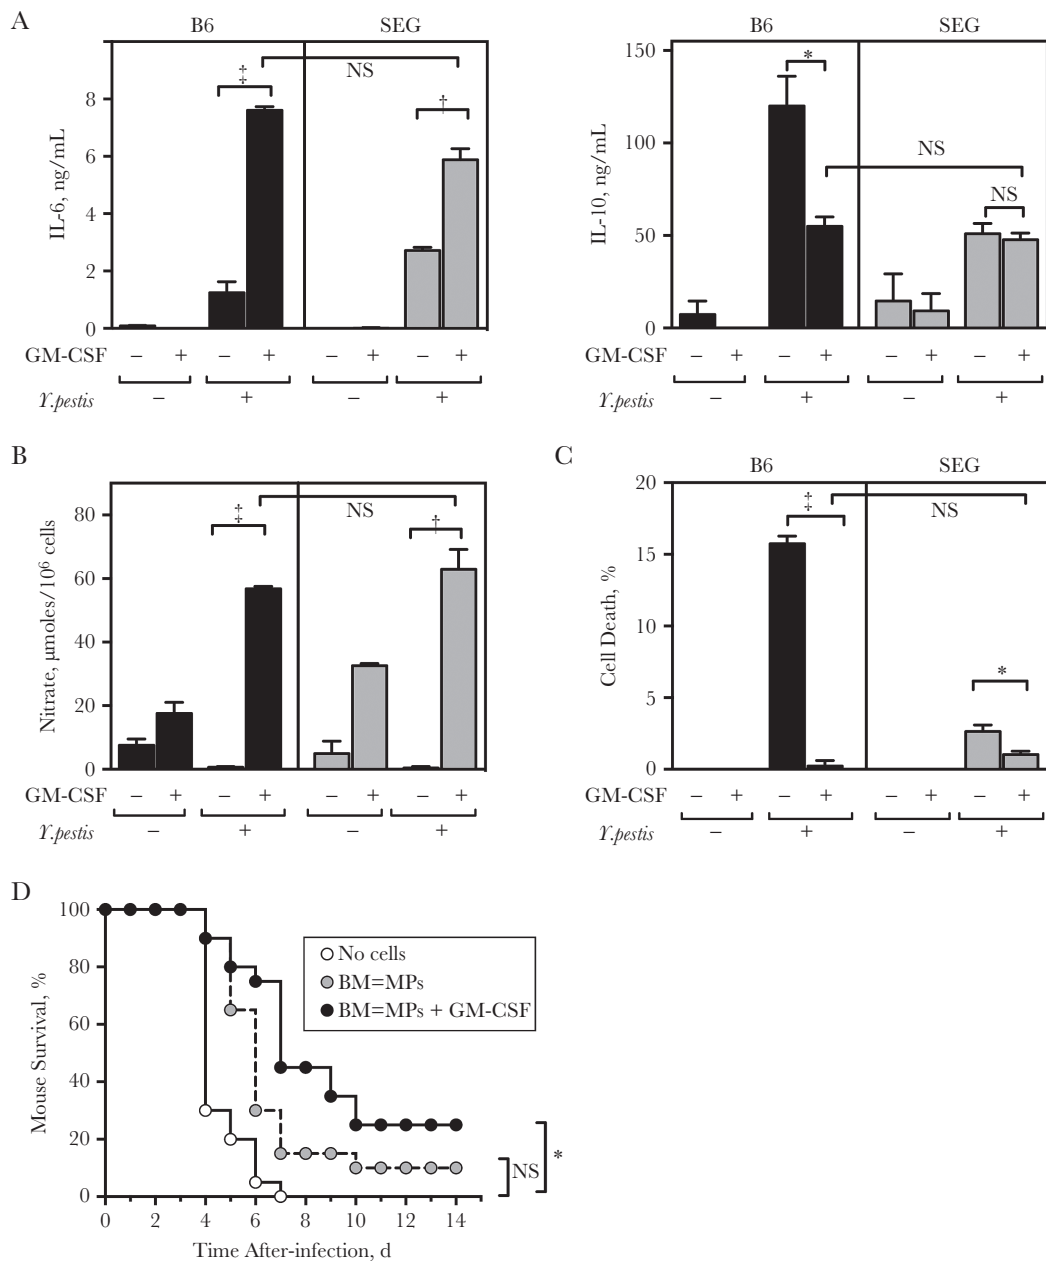 A
B6 SEG
‡ NS †
IL-6, ng/mL
8
6
4
2
0
GM-CSF – + – + – + – +
Y.pestis – + – +
B6 SEG
* NS NS
IL-10, ng/mL
150
100
50
0
GM-CSF – + – + – + – +
Y.pestis – + – +
B
‡ NS †
Nitrate, µmoles/10⁶ cells
80
60
40
20
0
GM-CSF – + – + – + – +
Y.pestis – + – +
C
B6 SEG
‡ NS *
Cell Death, %
20
15
10
5
0
GM-CSF – + – + – + – +
Y.pestis – + – +
D
Mouse Survival, %
100
80
60
40
20
0
No cells
BM=MPs
BM=MPs + GM-CSF
NS *
0 2 4 6 8 10 12 14
Time After-infection, d